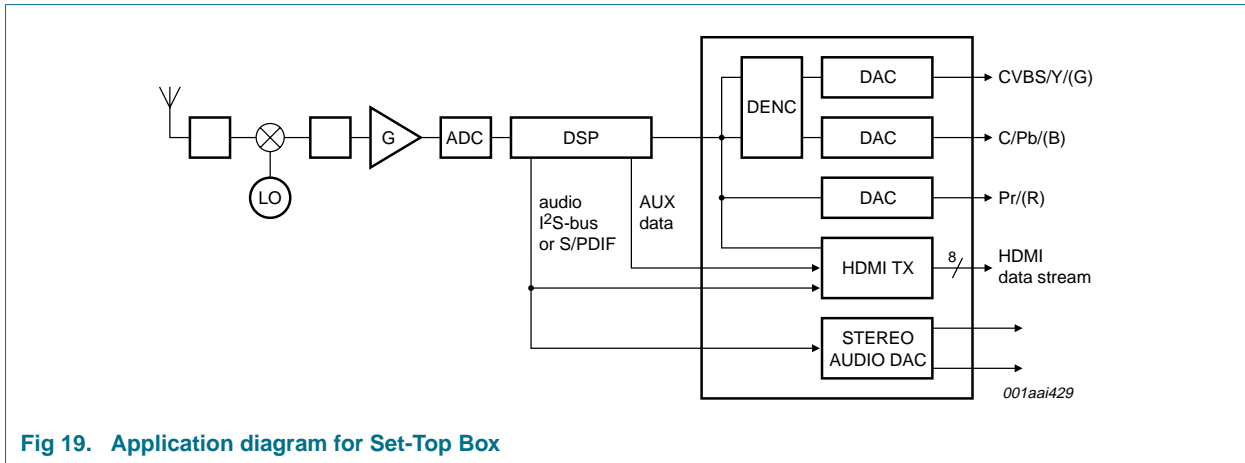 G
ADC
DSP
LO
audio
I²S-bus
or S/PDIF
AUX
data
DENC
DAC
CVBS/Y/(G)
DAC
C/Pb/(B)
DAC
Pr/(R)
HDMI TX
8
HDMI
data stream
STEREO
AUDIO DAC
001aai429
Fig 19. Application diagram for Set-Top Box